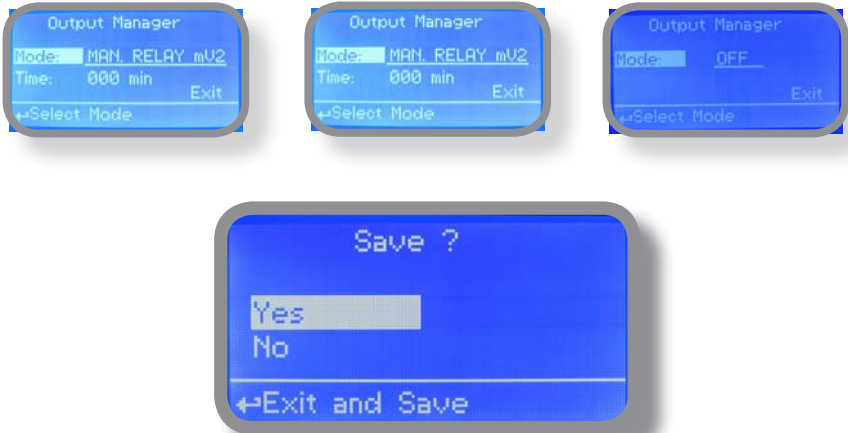 Output Manager
Mode: MAN. RELAY mV2
Time: 000 min
Exit
↵Select Mode
Output Manager
Mode: MAN. RELAY mV2
Time: 000 min
Exit
↵Select Mode
Output Manager
Mode: OFF
Exit
↵Select Mode
Save ?
Yes
No
↵Exit and Save